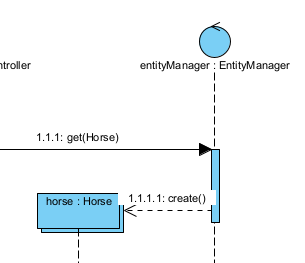 ntroller
entityManager : EntityManager
1.1.1: get(Horse)
1.1.1.1: create()
horse : Horse